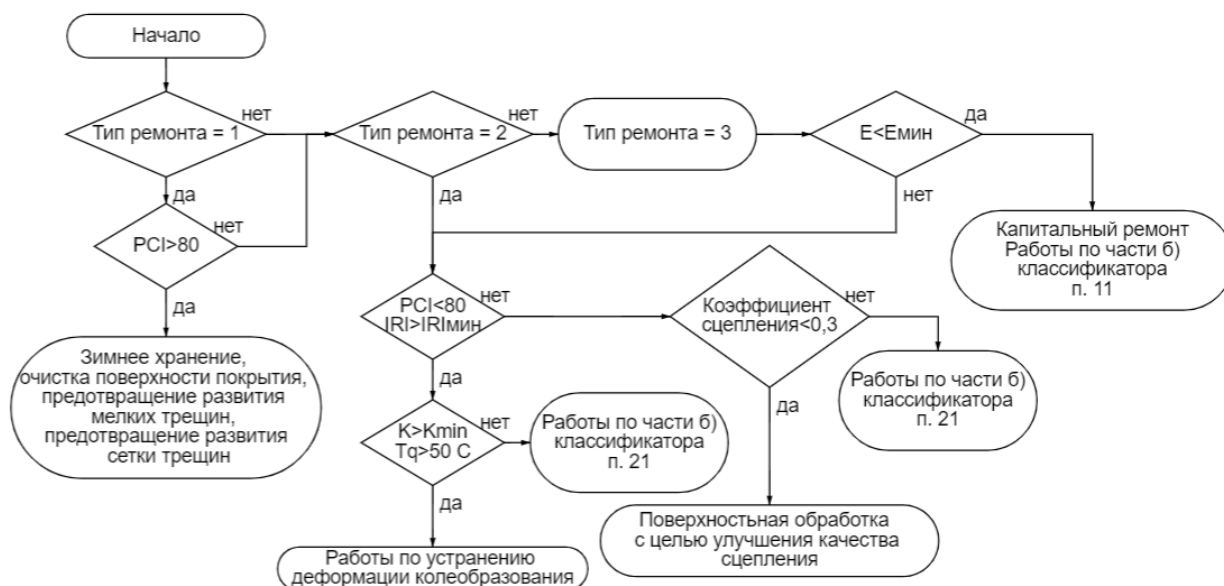 Начало
Тип ремонта = 1
нет
да
Тип ремонта = 2
нет
да
Тип ремонта = 3
E<Eмин
да
нет
Капитальный ремонт
Работы по части б)
классификатора
п. 11
PCI>80
нет
да
Зимнее хранение,
очистка поверхности покрытия,
предотвращение развития
мелких трещин,
предотвращение развития
сетки трещин
PCI<80
IRI>IRIмин
нет
да
Коэффициент
сцепления<0,3
нет
да
Работы по части б)
классификатора
п. 21
K>Kmin
Tq>50 C
нет
да
Работы по части б)
классификатора
п. 21
Поверхностьная обработка
с целью улучшения качества
сцепления
Работы по устранению
деформации колеобразования